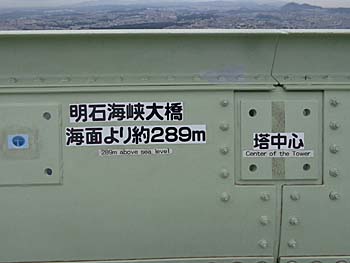 明石海峡大橋
海面より約289m
289m above sea level
塔中心
Center of the Tower